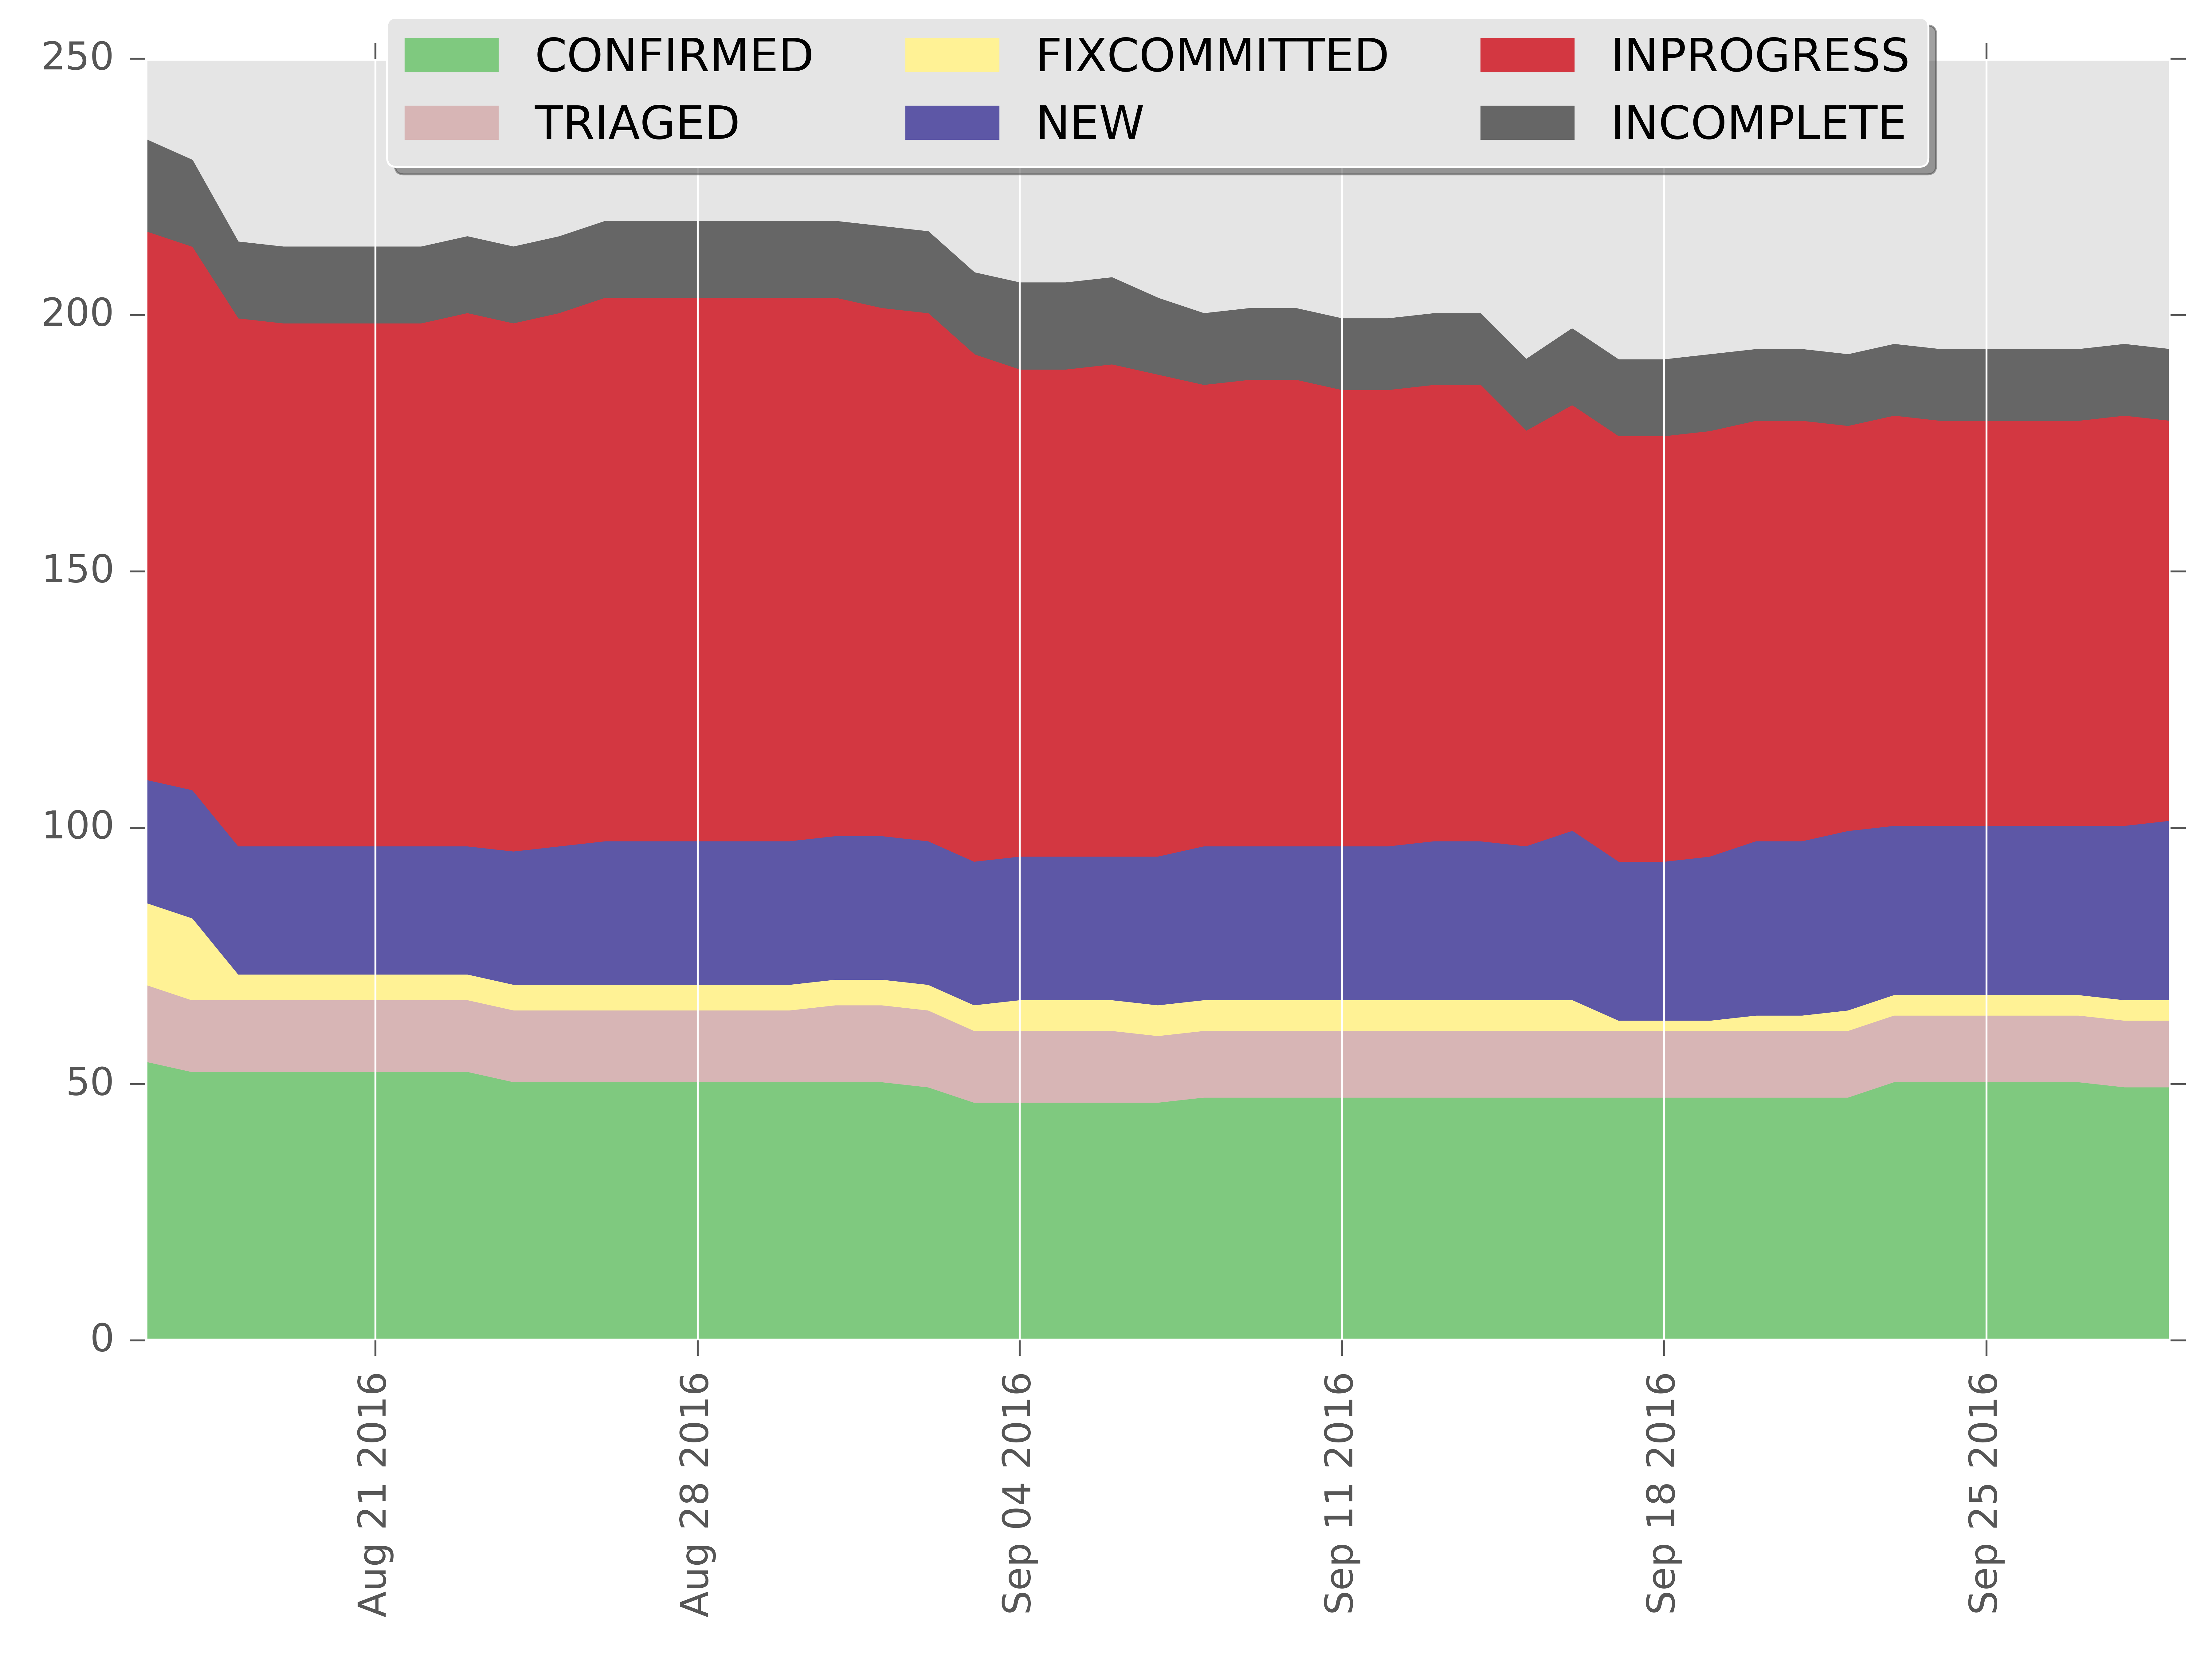 CONFIRMED FIXCOMMITTED INPROGRESS
TRIAGED NEW INCOMPLETE
250
200
150
100
50
0
Aug 21 2016
Aug 28 2016
Sep 04 2016
Sep 11 2016
Sep 18 2016
Sep 25 2016